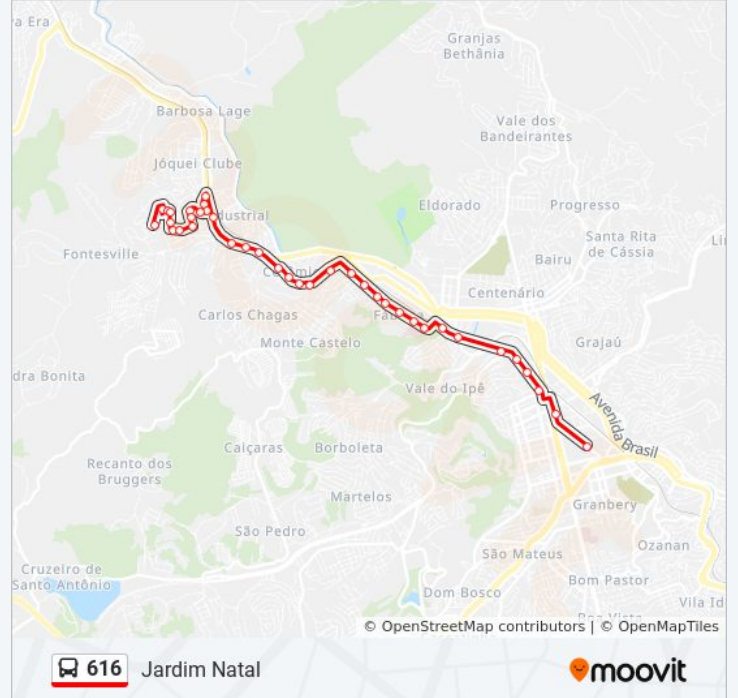 a Era
Granjas
Bethânia
Barbosa Lage
Vale dos
Bandeirantes
Jóquei Clube
Eldorado
Progresso
dustrial
Santa Rita
de Cássia
Fontesville
Bairu
Centenário
Carlos Chagas
Monte Castelo
Grajaú
dra Bonita
Vale do Ipê
Avenida Brasil
Caiçaras
Borboleta
Recanto dos
Bruggers
Martelos
Granbery
São Pedro
Ozanan
São Mateus
Cruzeiro de
Santo Antônio
Bom Pastor
Dom Bosco
Vila Id
© OpenStreetMap contributors | © OpenMapTiles
616 Jardim Natal
moovit